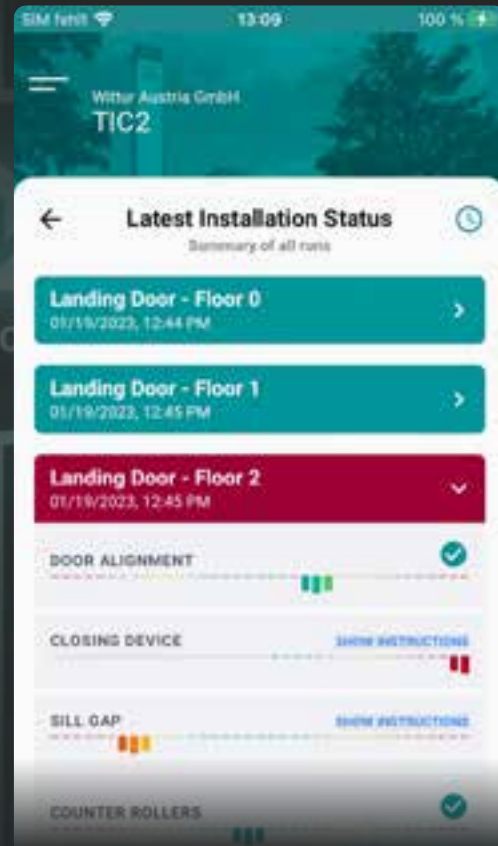 SIM fehlt 13:09 100 %
Wittur Austria GmbH
TIC2
Latest Installation Status
Summary of all runs
Landing Door - Floor 0
01/19/2023, 12:44 PM
Landing Door - Floor 1
01/19/2023, 12:45 PM
Landing Door - Floor 2
01/19/2023, 12:45 PM
DOOR ALIGNMENT
CLOSING DEVICE SHOW INSTRUCTIONS
SILL GAP SHOW INSTRUCTIONS
COUNTER ROLLERS